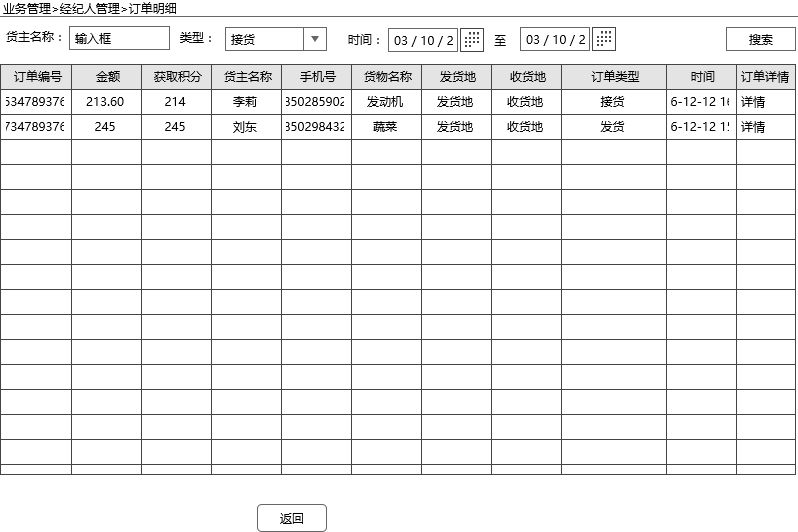 业务管理>经纪人管理>订单明细
货主名称： 输入框 类型： 接货 时间： 03 / 10 / 2 至 03 / 10 / 2 搜索
订单编号 金额 获取积分 货主名称 手机号 货物名称 发货地 收货地 订单类型 时间 订单详情
534789376 213.60 214 李莉 350285902 发动机 发货地 收货地 接货 6-12-12 16 详情
734789376 245 245 刘东 350298432 蔬菜 发货地 收货地 发货 6-12-12 15 详情
返回